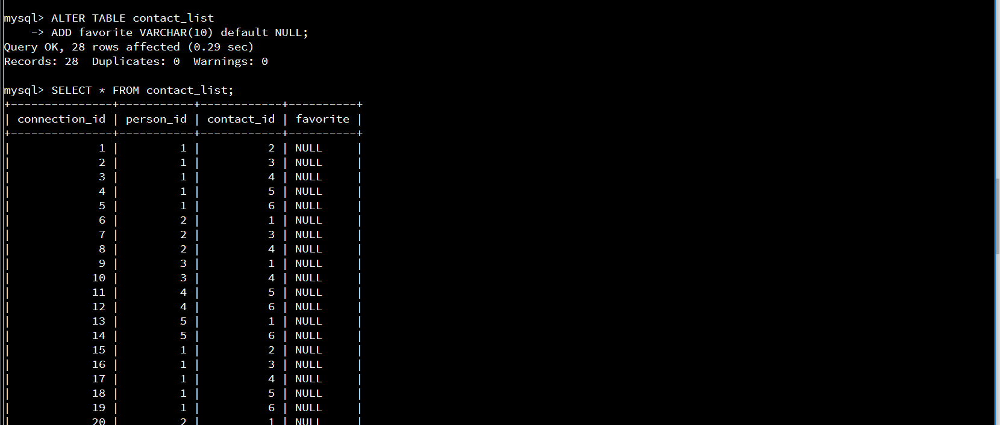 mysql> ALTER TABLE contact_list
    -> ADD favorite VARCHAR(10) default NULL;
Query OK, 28 rows affected (0.29 sec)
Records: 28  Duplicates: 0  Warnings: 0
mysql> SELECT * FROM contact_list;
+---------------+-----------+------------+----------+
| connection_id | person_id | contact_id | favorite |
+---------------+-----------+------------+----------+
|             1 |         1 |          2 | NULL     |
|             2 |         1 |          3 | NULL     |
|             3 |         1 |          4 | NULL     |
|             4 |         1 |          5 | NULL     |
|             5 |         1 |          6 | NULL     |
|             6 |         2 |          1 | NULL     |
|             7 |         2 |          3 | NULL     |
|             8 |         2 |          4 | NULL     |
|             9 |         3 |          1 | NULL     |
|            10 |         3 |          4 | NULL     |
|            11 |         4 |          5 | NULL     |
|            12 |         4 |          6 | NULL     |
|            13 |         5 |          1 | NULL     |
|            14 |         5 |          6 | NULL     |
|            15 |         1 |          2 | NULL     |
|            16 |         1 |          3 | NULL     |
|            17 |         1 |          4 | NULL     |
|            18 |         1 |          5 | NULL     |
|            19 |         1 |          6 | NULL     |
|            20 |         2 |          1 | NULL     |